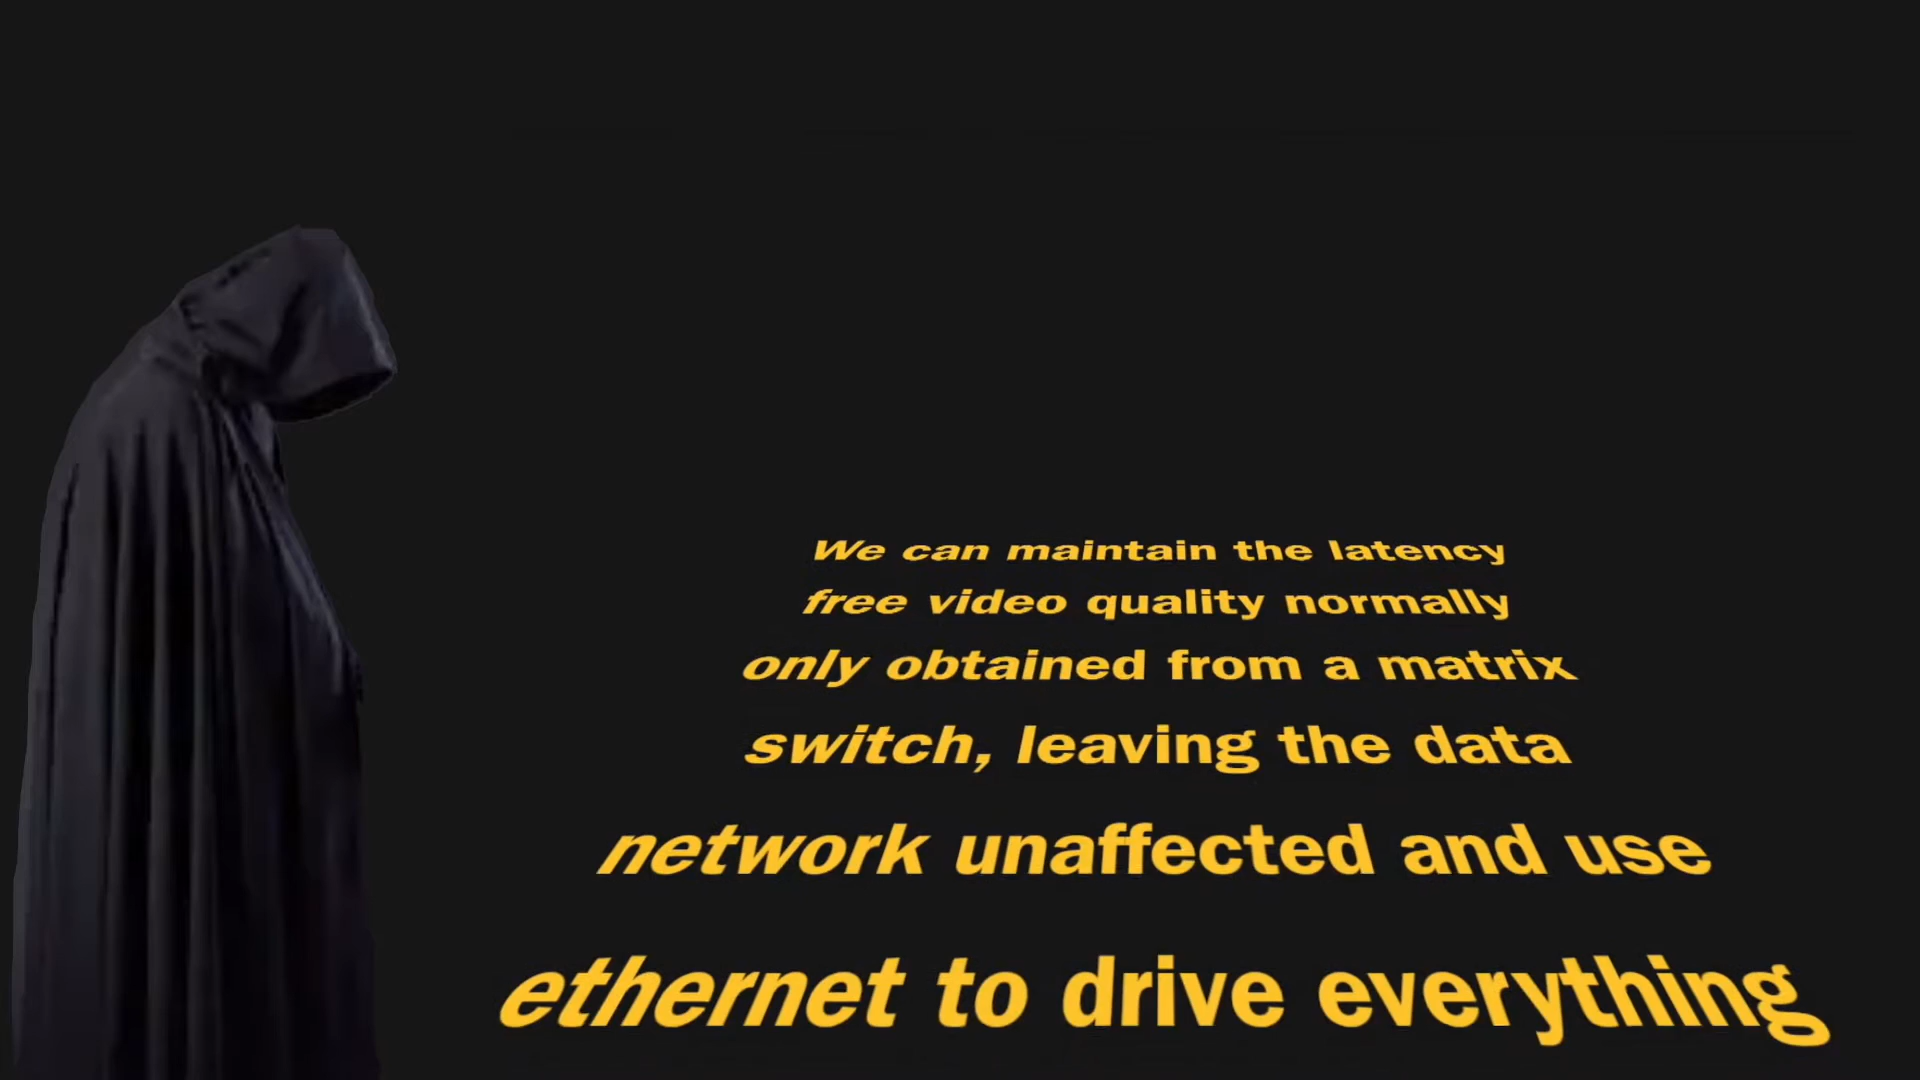 We can maintain the latency
free video quality normally
only obtained from a matrix
switch, leaving the data
network unaffected and use
ethernet to drive everything